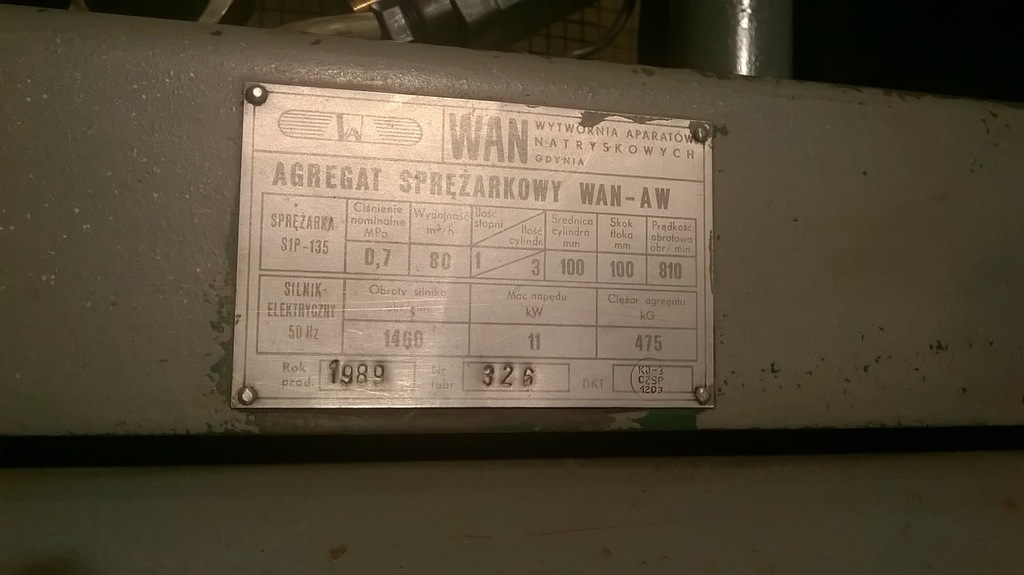 W
WAN
WYTWÓRNIA APARATÓW
NATRYSKOWYCH
GDYNIA
AGREGAT SPRĘŻARKOWY WAN-AW
SPRĘŻARKA
S1P-135
Ciśnienie
nominalne
MPa
0,7
Wydajność
m³/h
80
Ilość
stopni
Ilość
cylindr.
1
3
Średnica
cylindra
mm
100
Skok
tłoka
mm
100
Prędkość
obrotowa
obr/min.
810
SILNIK
ELEKTRYCZNY
50 Hz
Obroty silnika
1460
Moc napędu
kW
11
Ciężar agregatu
kG
475
Rok
prod.
1989
Nr
fabr.
326
DKT
KJ-3
CZSP
1203